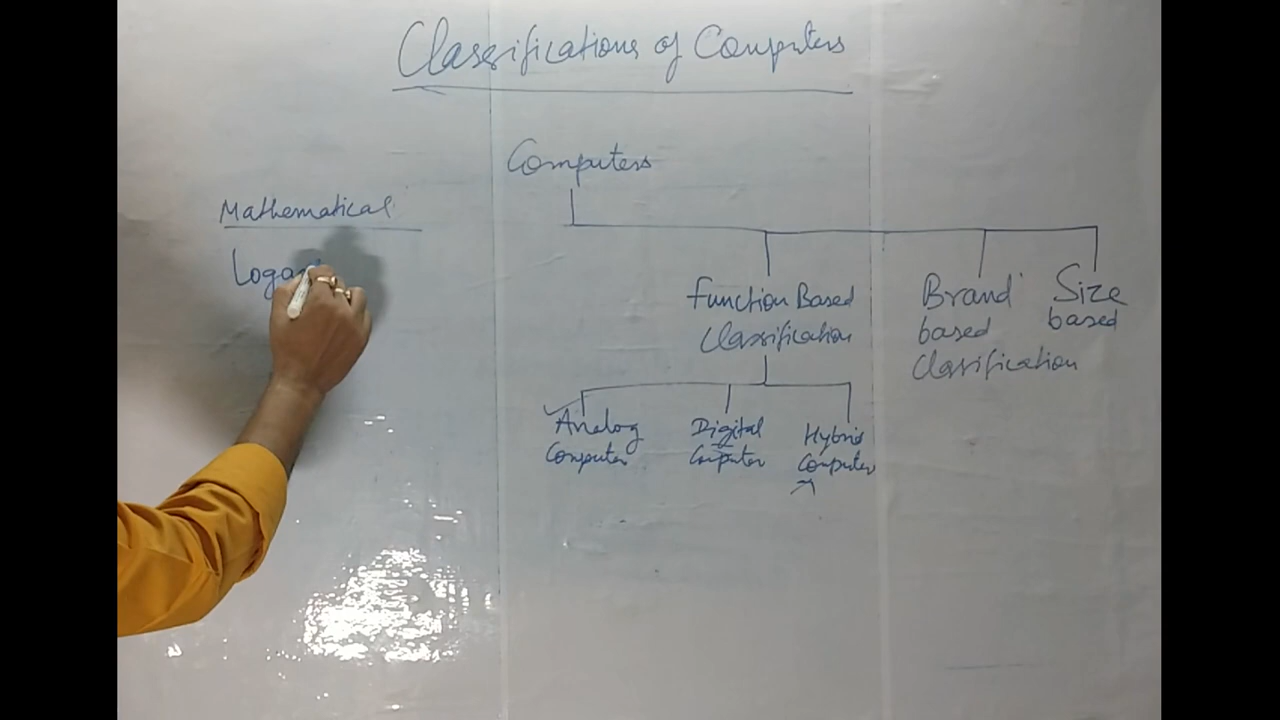 Classifications of Computers
Computers
Mathematical
Function Based
Classification
Brand
based
Classification
Size
based
Analog
Computer
Digital
Computer
Hybrid
Computer